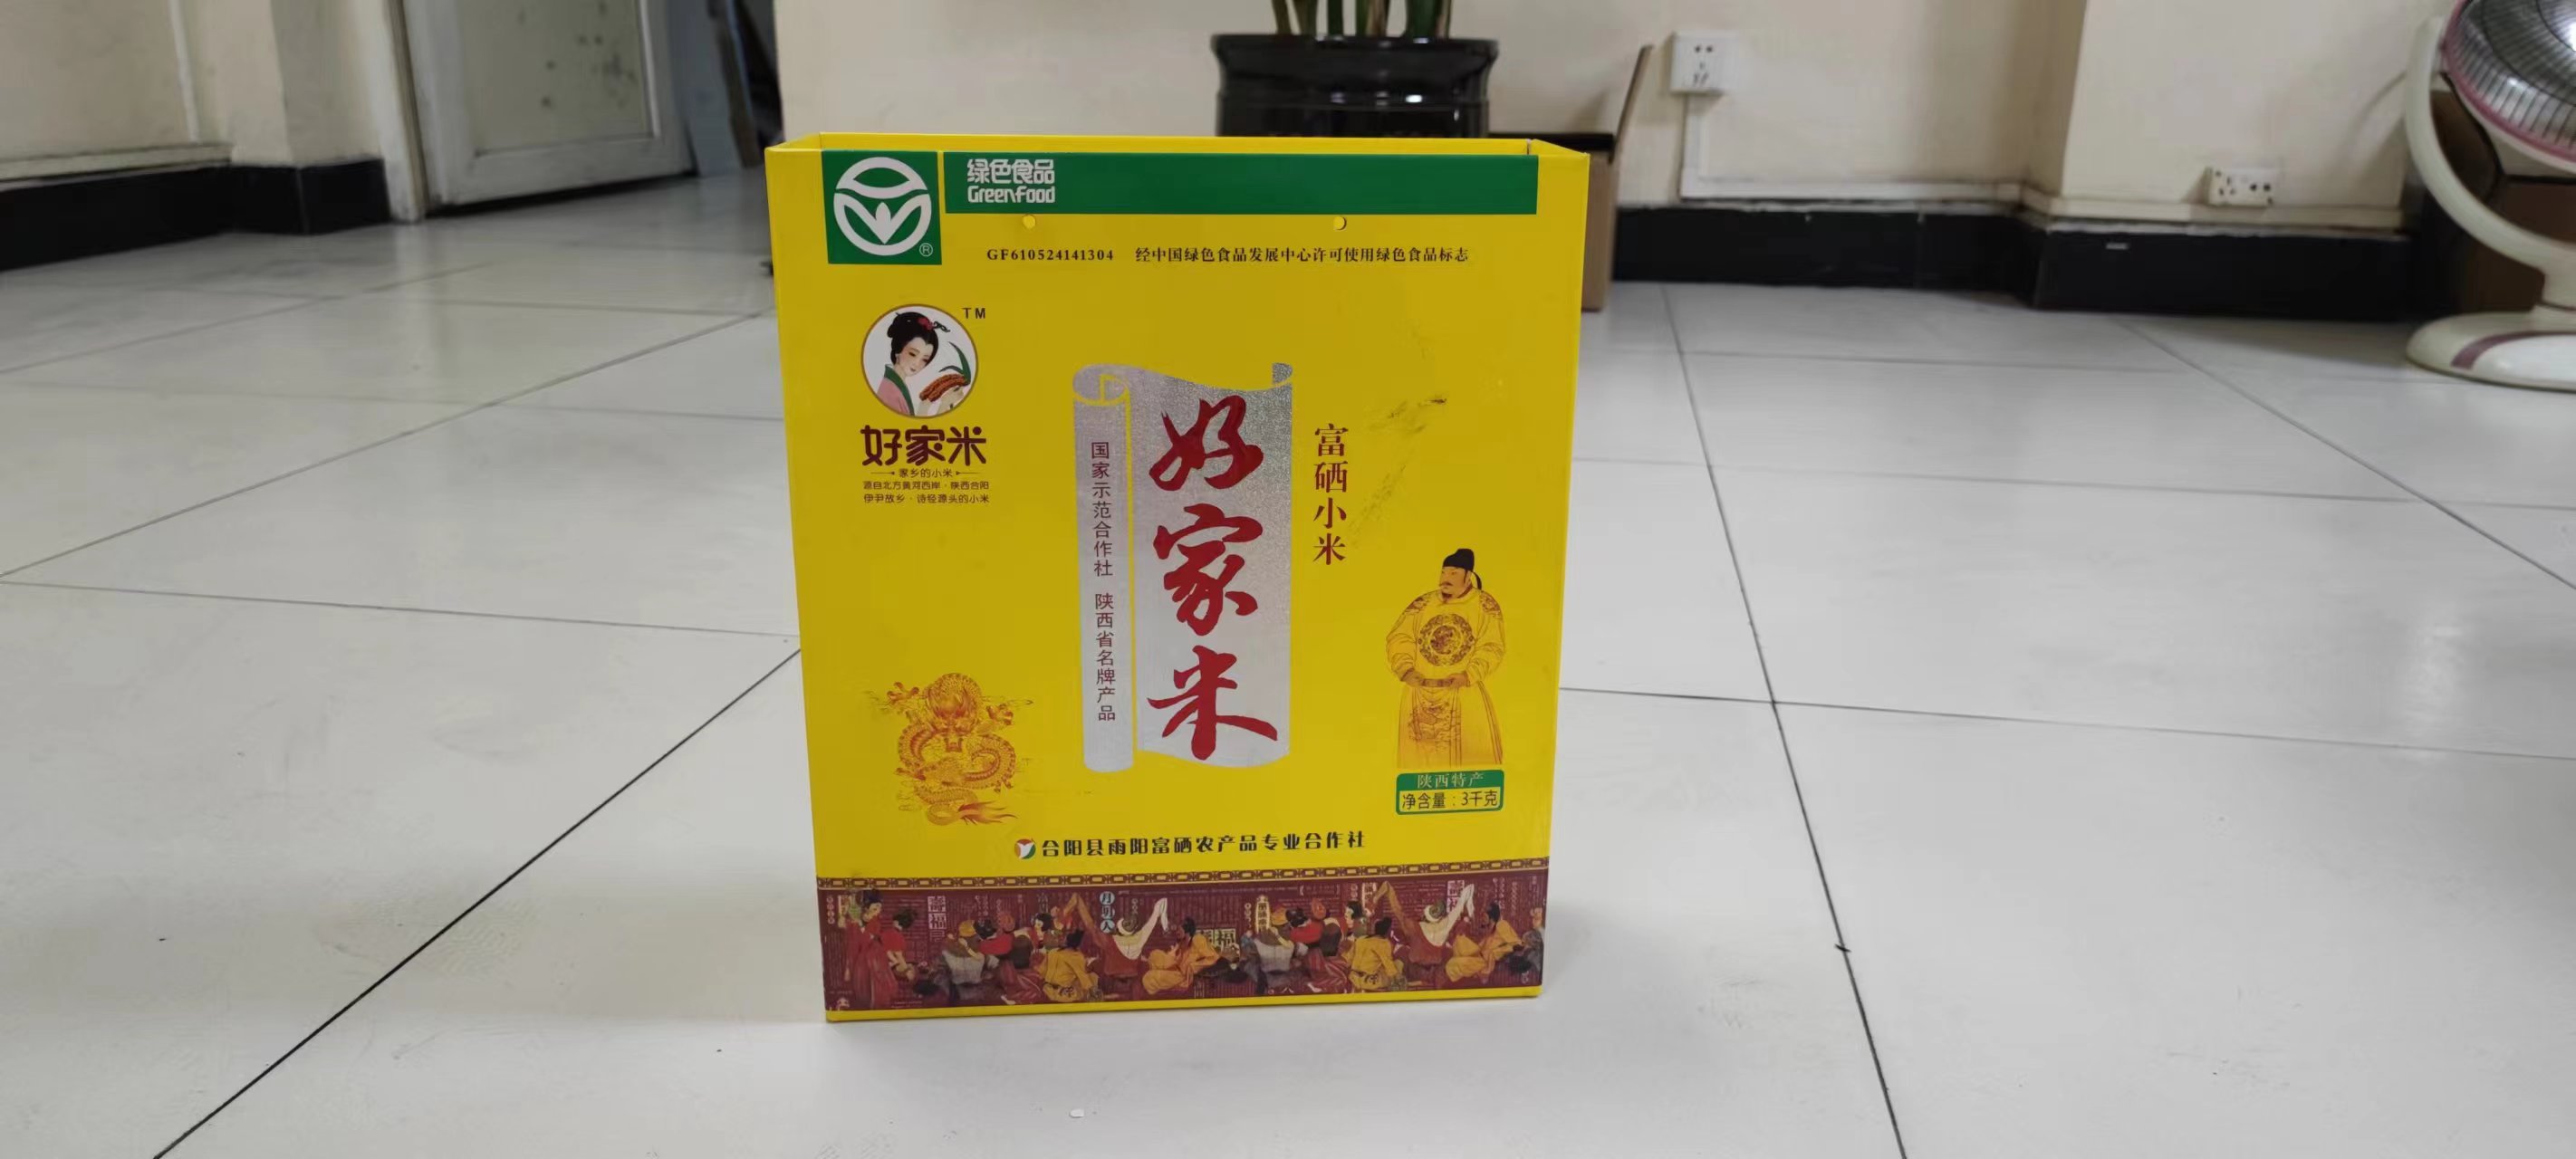 绿色食品
GreenFood
®
GF610524141304 经中国绿色食品发展中心许可使用绿色食品标志
TM
好家米
家乡的小米
源自北方黄河西岸·陕西合阳
伊尹故乡·诗经源头的小米
国家示范合作社 陕西省名牌产品
好家米
富硒小米
陕西特产
净含量:3千克
合阳县雨阳富硒农产品专业合作社
月明人